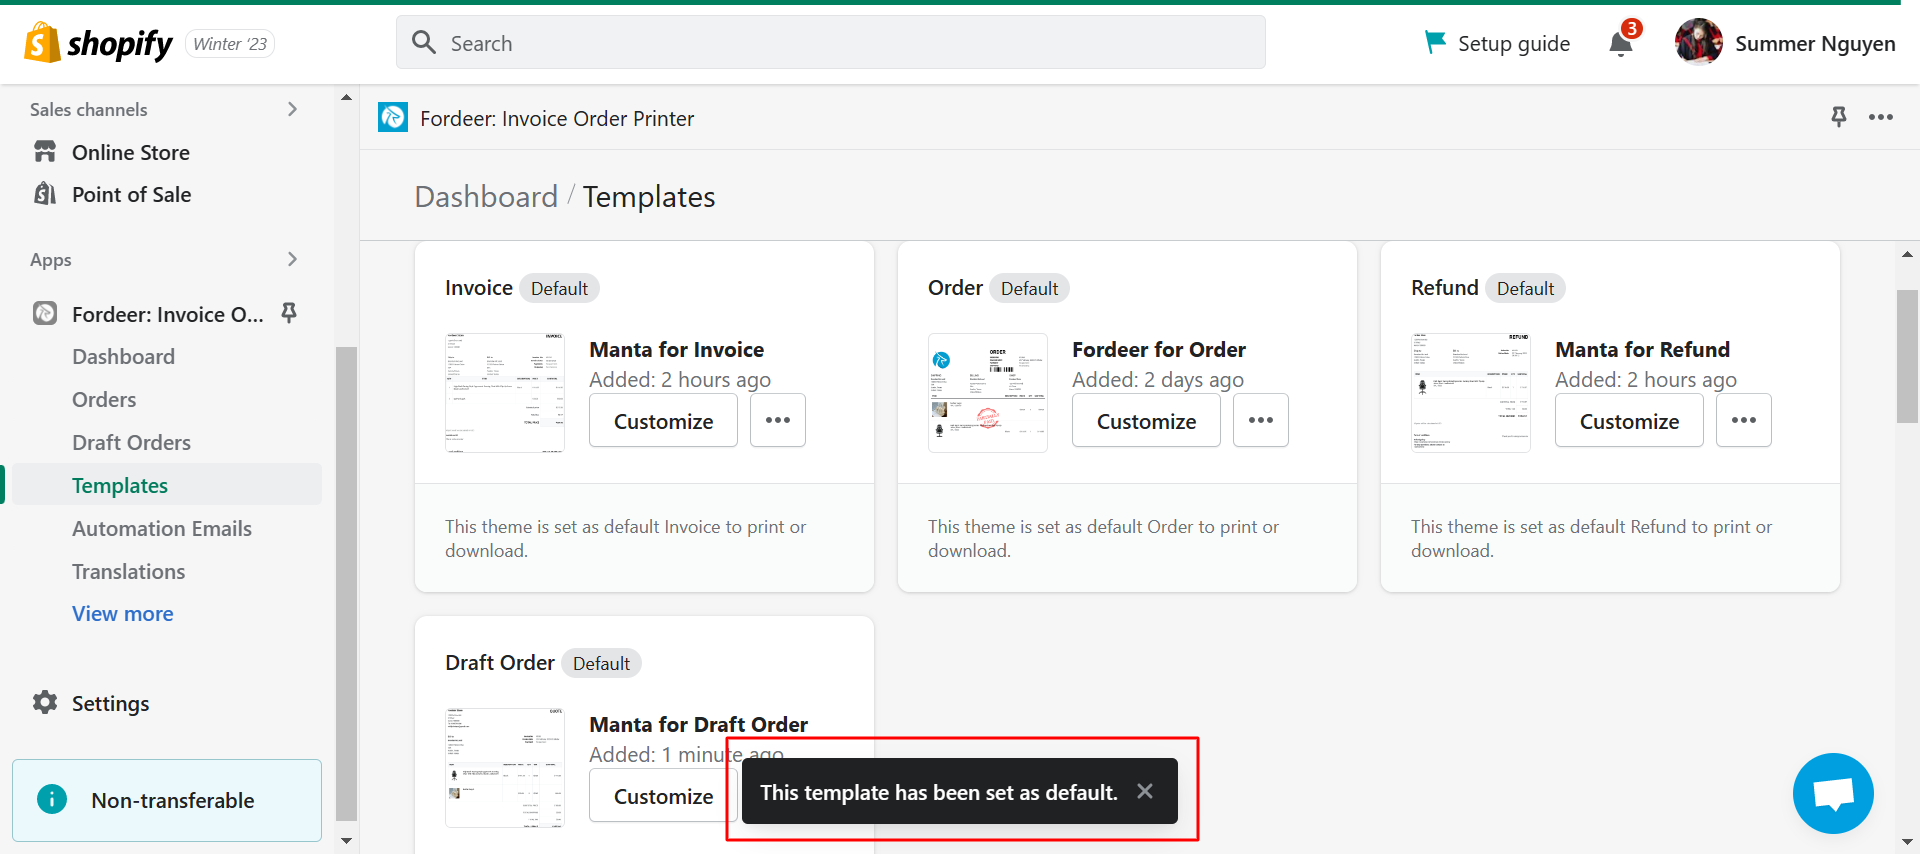 shopify
Winter ‘23
Search
Setup guide
3
Summer Nguyen
Sales channels
Online Store
Point of Sale
Apps
Fordeer: Invoice O...
Dashboard
Orders
Draft Orders
Templates
Automation Emails
Translations
View more
Settings
Non-transferable
Fordeer: Invoice Order Printer
Dashboard / Templates
Invoice Default
INVOICE
Manta for Invoice
Added: 2 hours ago
Customize
This theme is set as default Invoice to print or
download.
Order Default
ORDER
Fordeer for Order
Added: 2 days ago
Customize
This theme is set as default Order to print or
download.
Refund Default
REFUND
Manta for Refund
Added: 2 hours ago
Customize
This theme is set as default Refund to print or
download.
Draft Order Default
Manta for Draft Order
Added: 1 minute ago
Customize
This template has been set as default.